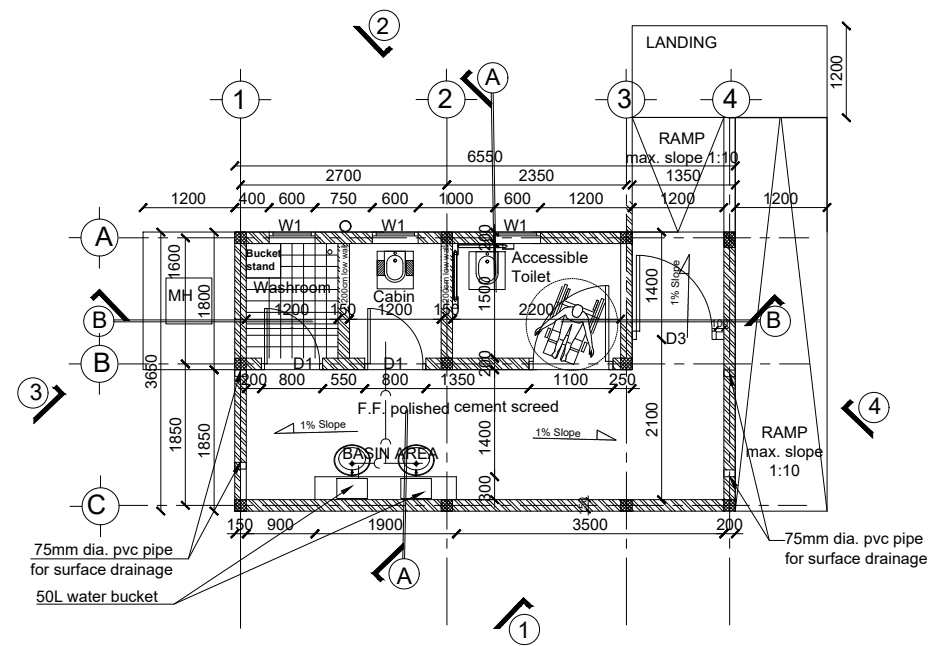 2
LANDING
A
1200
1
2
3
4
RAMP
max. slope 1:10
6550
2700
2350
1350
1200
400
600
750
600
1000
600
1200
1200
1200
W1
W1
W1
A
1600
Bucket
stand
200
Accessible
Toilet
Washroom
Cabin
MH
1800
1500
1400
1% Slope
1200
150
1200
150
2200
B
B
D3
B
D1
D1
3650
200
200
800
550
800
1350
1100
250
3
4
F.F. polished cement screed
1% Slope
1% Slope
1850
1850
1400
2100
BASIN AREA
RAMP
max. slope
1:10
300
C
150
900
1900
3500
200
75mm dia. pvc pipe
for surface drainage
75mm dia. pvc pipe
for surface drainage
A
50L water bucket
1